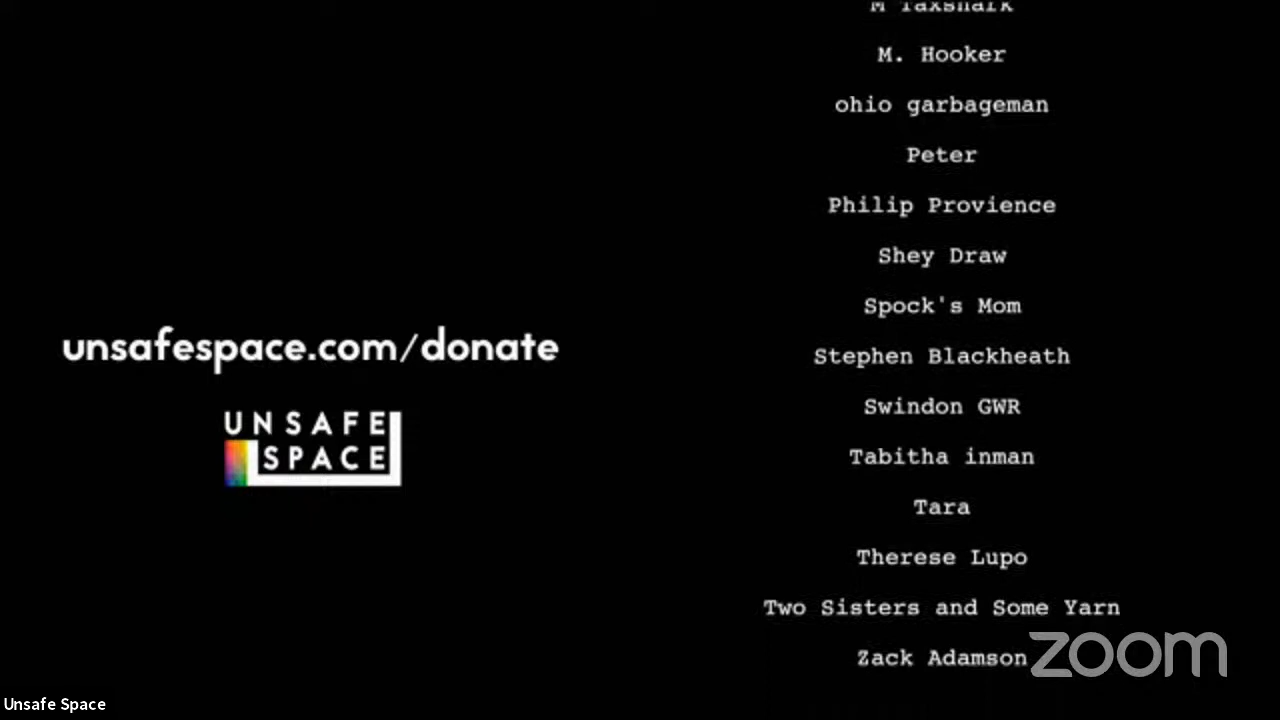 M. Hooker
ohio garbageman
Peter
Philip Provience
Shey Draw
Spock's Mom
unsafespace.com/donate
Stephen Blackheath
UNSAFE
SPACE
Swindon GWR
Tabitha inman
Tara
Therese Lupo
Two Sisters and Some Yarn
Zack Adamson
zoom
Unsafe Space